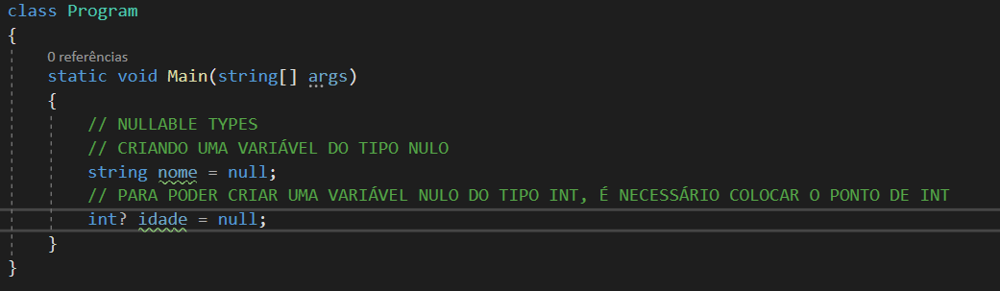 class Program
{
0 referências
static void Main(string[] args)
{
// NULLABLE TYPES
// CRIANDO UMA VARIÁVEL DO TIPO NULO
string nome = null;
// PARA PODER CRIAR UMA VARIÁVEL NULO DO TIPO INT, É NECESSÁRIO COLOCAR O PONTO DE INT
int? idade = null;
}
}